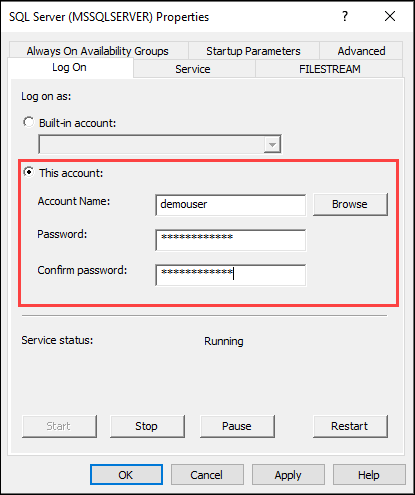 SQL Server (MSSQLSERVER) Properties ? ×
Always On Availability Groups Startup Parameters Advanced
Log On Service FILESTREAM
Log on as:
Built-in account:
This account:
Account Name: demouser Browse
Password: ************
Confirm password: ************
Service status: Running
Start Stop Pause Restart
OK Cancel Apply Help